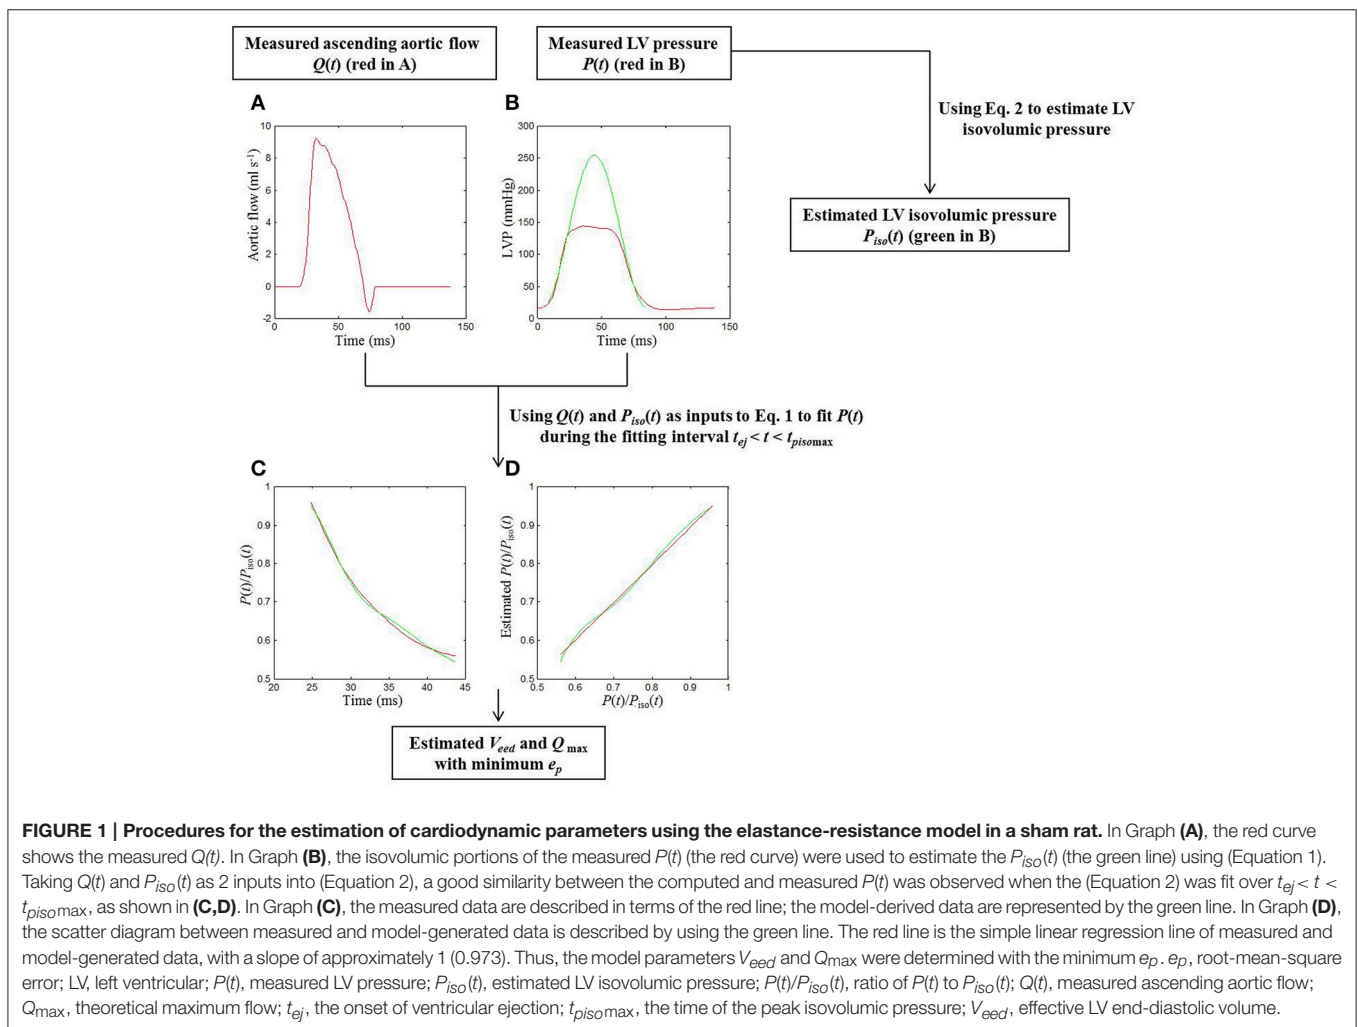 Measured ascending aortic flow
Q(t) (red in A)
Measured LV pressure
P(t) (red in B)
Using Eq. 2 to estimate LV
isovolumic pressure
Estimated LV isovolumic pressure
Piso(t) (green in B)
A
10
8
6
4
2
0
-2
Aortic flow (ml s⁻¹)
0
50
100
150
Time (ms)
B
300
250
200
150
100
50
0
LVP (mmHg)
0
50
100
150
Time (ms)
Using Q(t) and Piso(t) as inputs to Eq. 1 to fit P(t)
during the fitting interval tej < t < tpisomax
C
1
0.9
0.8
0.7
0.6
0.5
P(t)/Piso(t)
20
25
30
35
40
45
Time (ms)
D
1
0.9
0.8
0.7
0.6
0.5
Estimated P(t)/Piso(t)
0.5
0.6
0.7
0.8
0.9
1
P(t)/Piso(t)
Estimated Veed and Qmax
with minimum ep
FIGURE 1 | Procedures for the estimation of cardiodynamic parameters using the elastance-resistance model in a sham rat. In Graph (A), the red curve
shows the measured Q(t). In Graph (B), the isovolumic portions of the measured P(t) (the red curve) were used to estimate the Piso(t) (the green line) using (Equation 1).
Taking Q(t) and Piso(t) as 2 inputs into (Equation 2), a good similarity between the computed and measured P(t) was observed when the (Equation 2) was fit over tej < t <
tpisomax, as shown in (C,D). In Graph (C), the measured data are described in terms of the red line; the model-derived data are represented by the green line. In Graph (D),
the scatter diagram between measured and model-generated data is described by using the green line. The red line is the simple linear regression line of measured and
model-generated data, with a slope of approximately 1 (0.973). Thus, the model parameters Veed and Qmax were determined with the minimum ep. ep, root-mean-square
error; LV, left ventricular; P(t), measured LV pressure; Piso(t), estimated LV isovolumic pressure; P(t)/Piso(t), ratio of P(t) to Piso(t); Q(t), measured ascending aortic flow;
Qmax, theoretical maximum flow; tej, the onset of ventricular ejection; tpisomax, the time of the peak isovolumic pressure; Veed, effective LV end-diastolic volume.